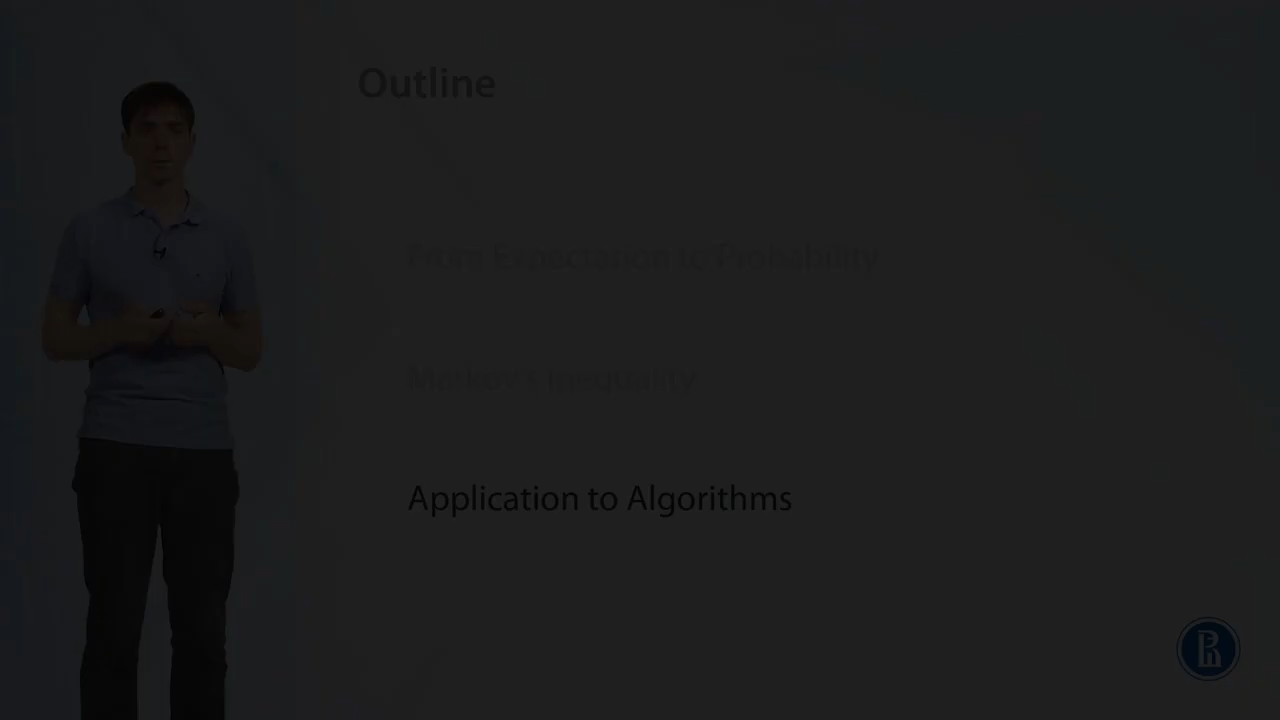 Outline
From Expectation to Probability
Markov's Inequality
Application to Algorithms